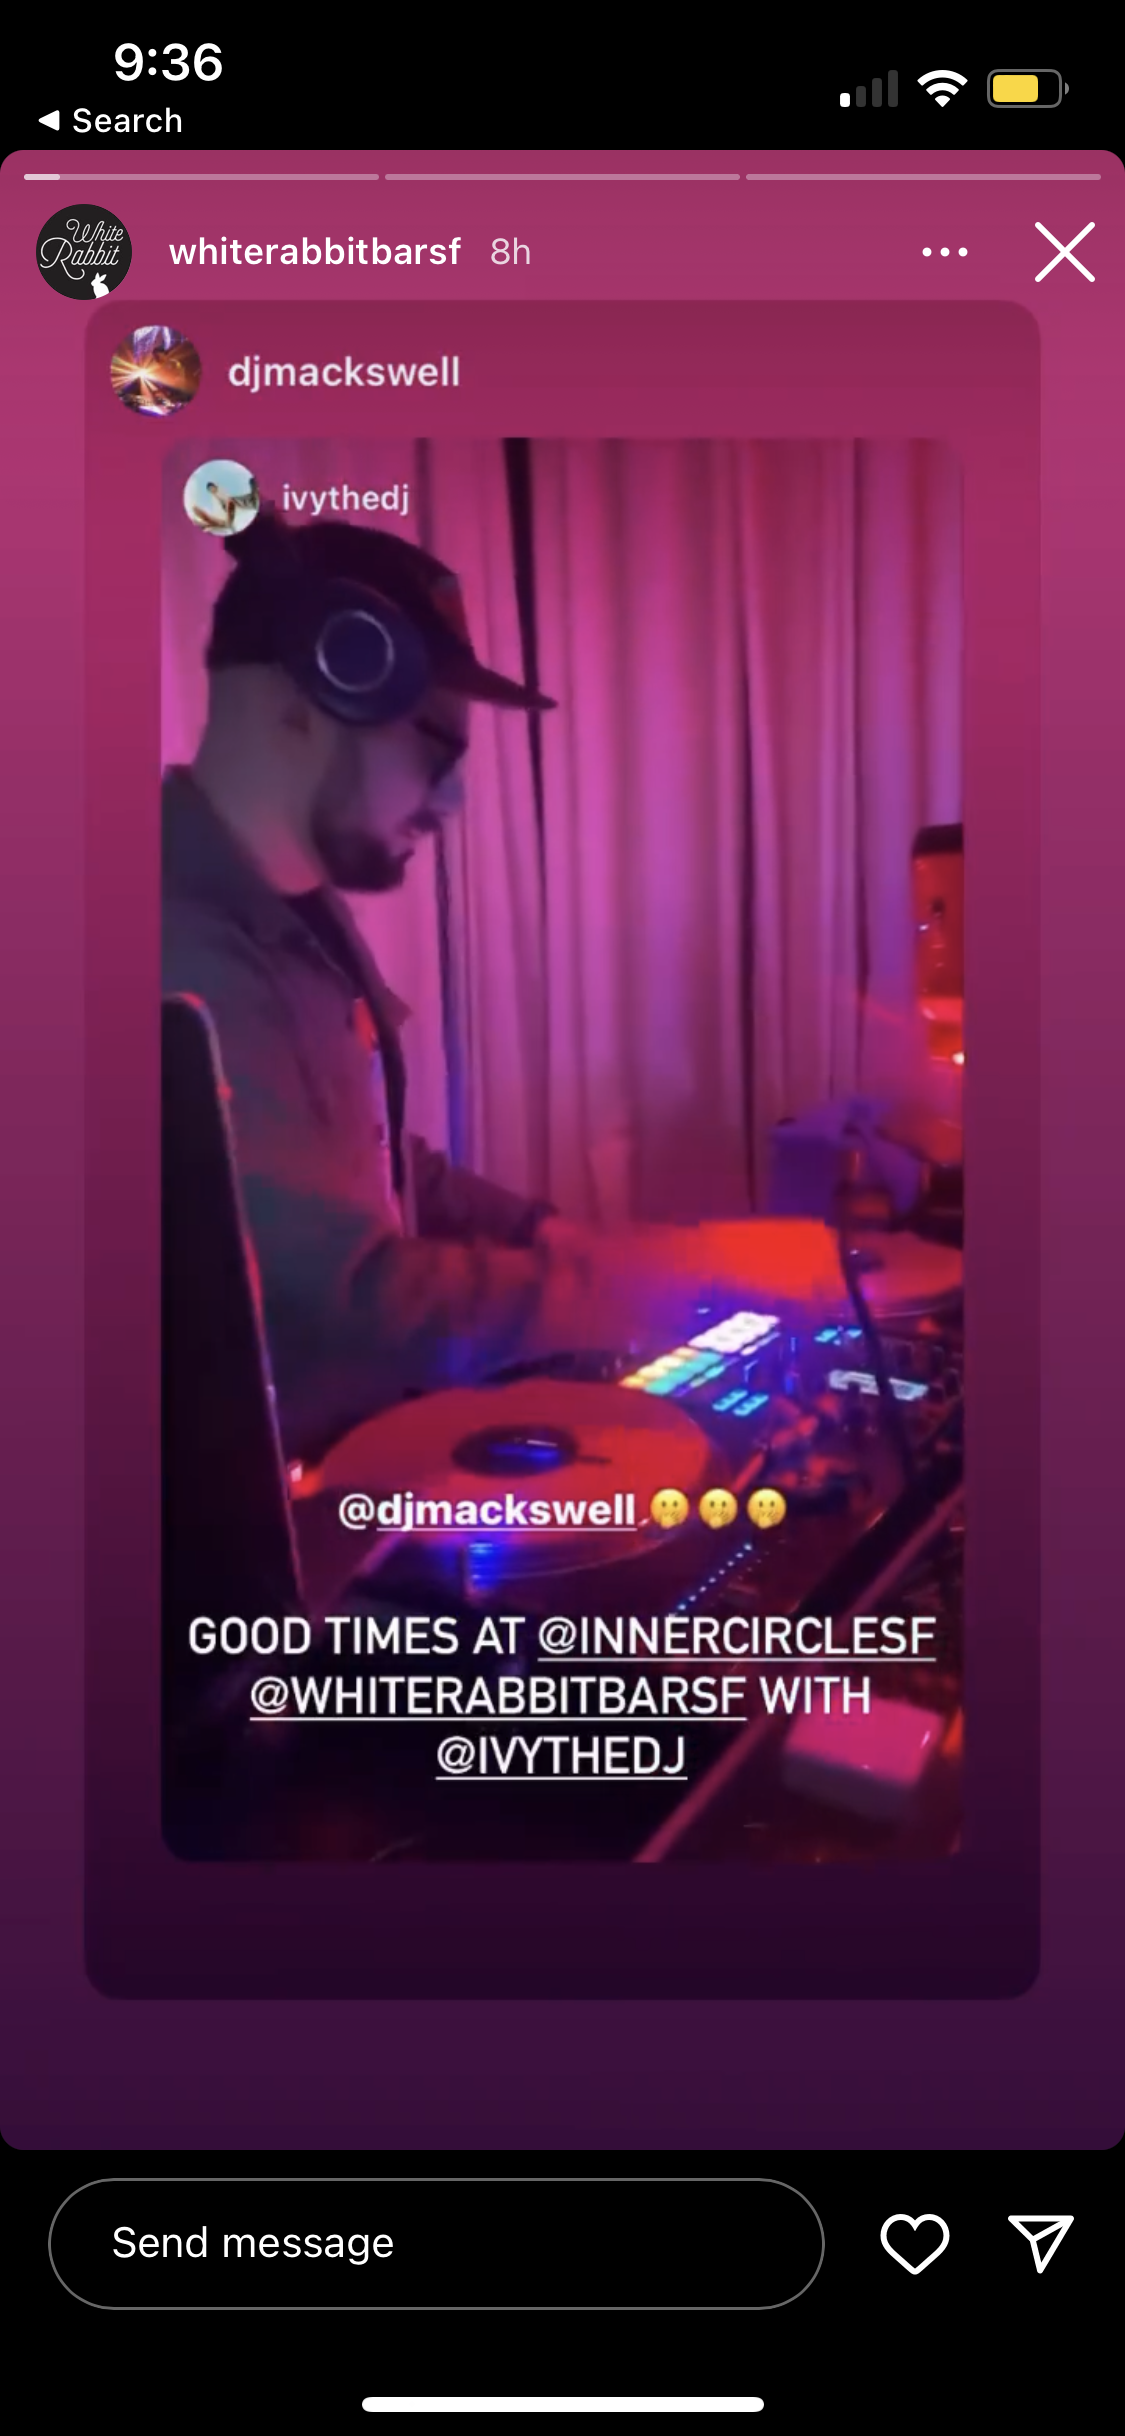 9:36
Search
White
Rabbit
whiterabbitbarsf 8h
djmackswell
ivythedj
@djmackswell 🤭🤭🤭
GOOD TIMES AT @INNERCIRCLESF
@WHITERABBITBARSF WITH
@IVYTHEDJ
Send message